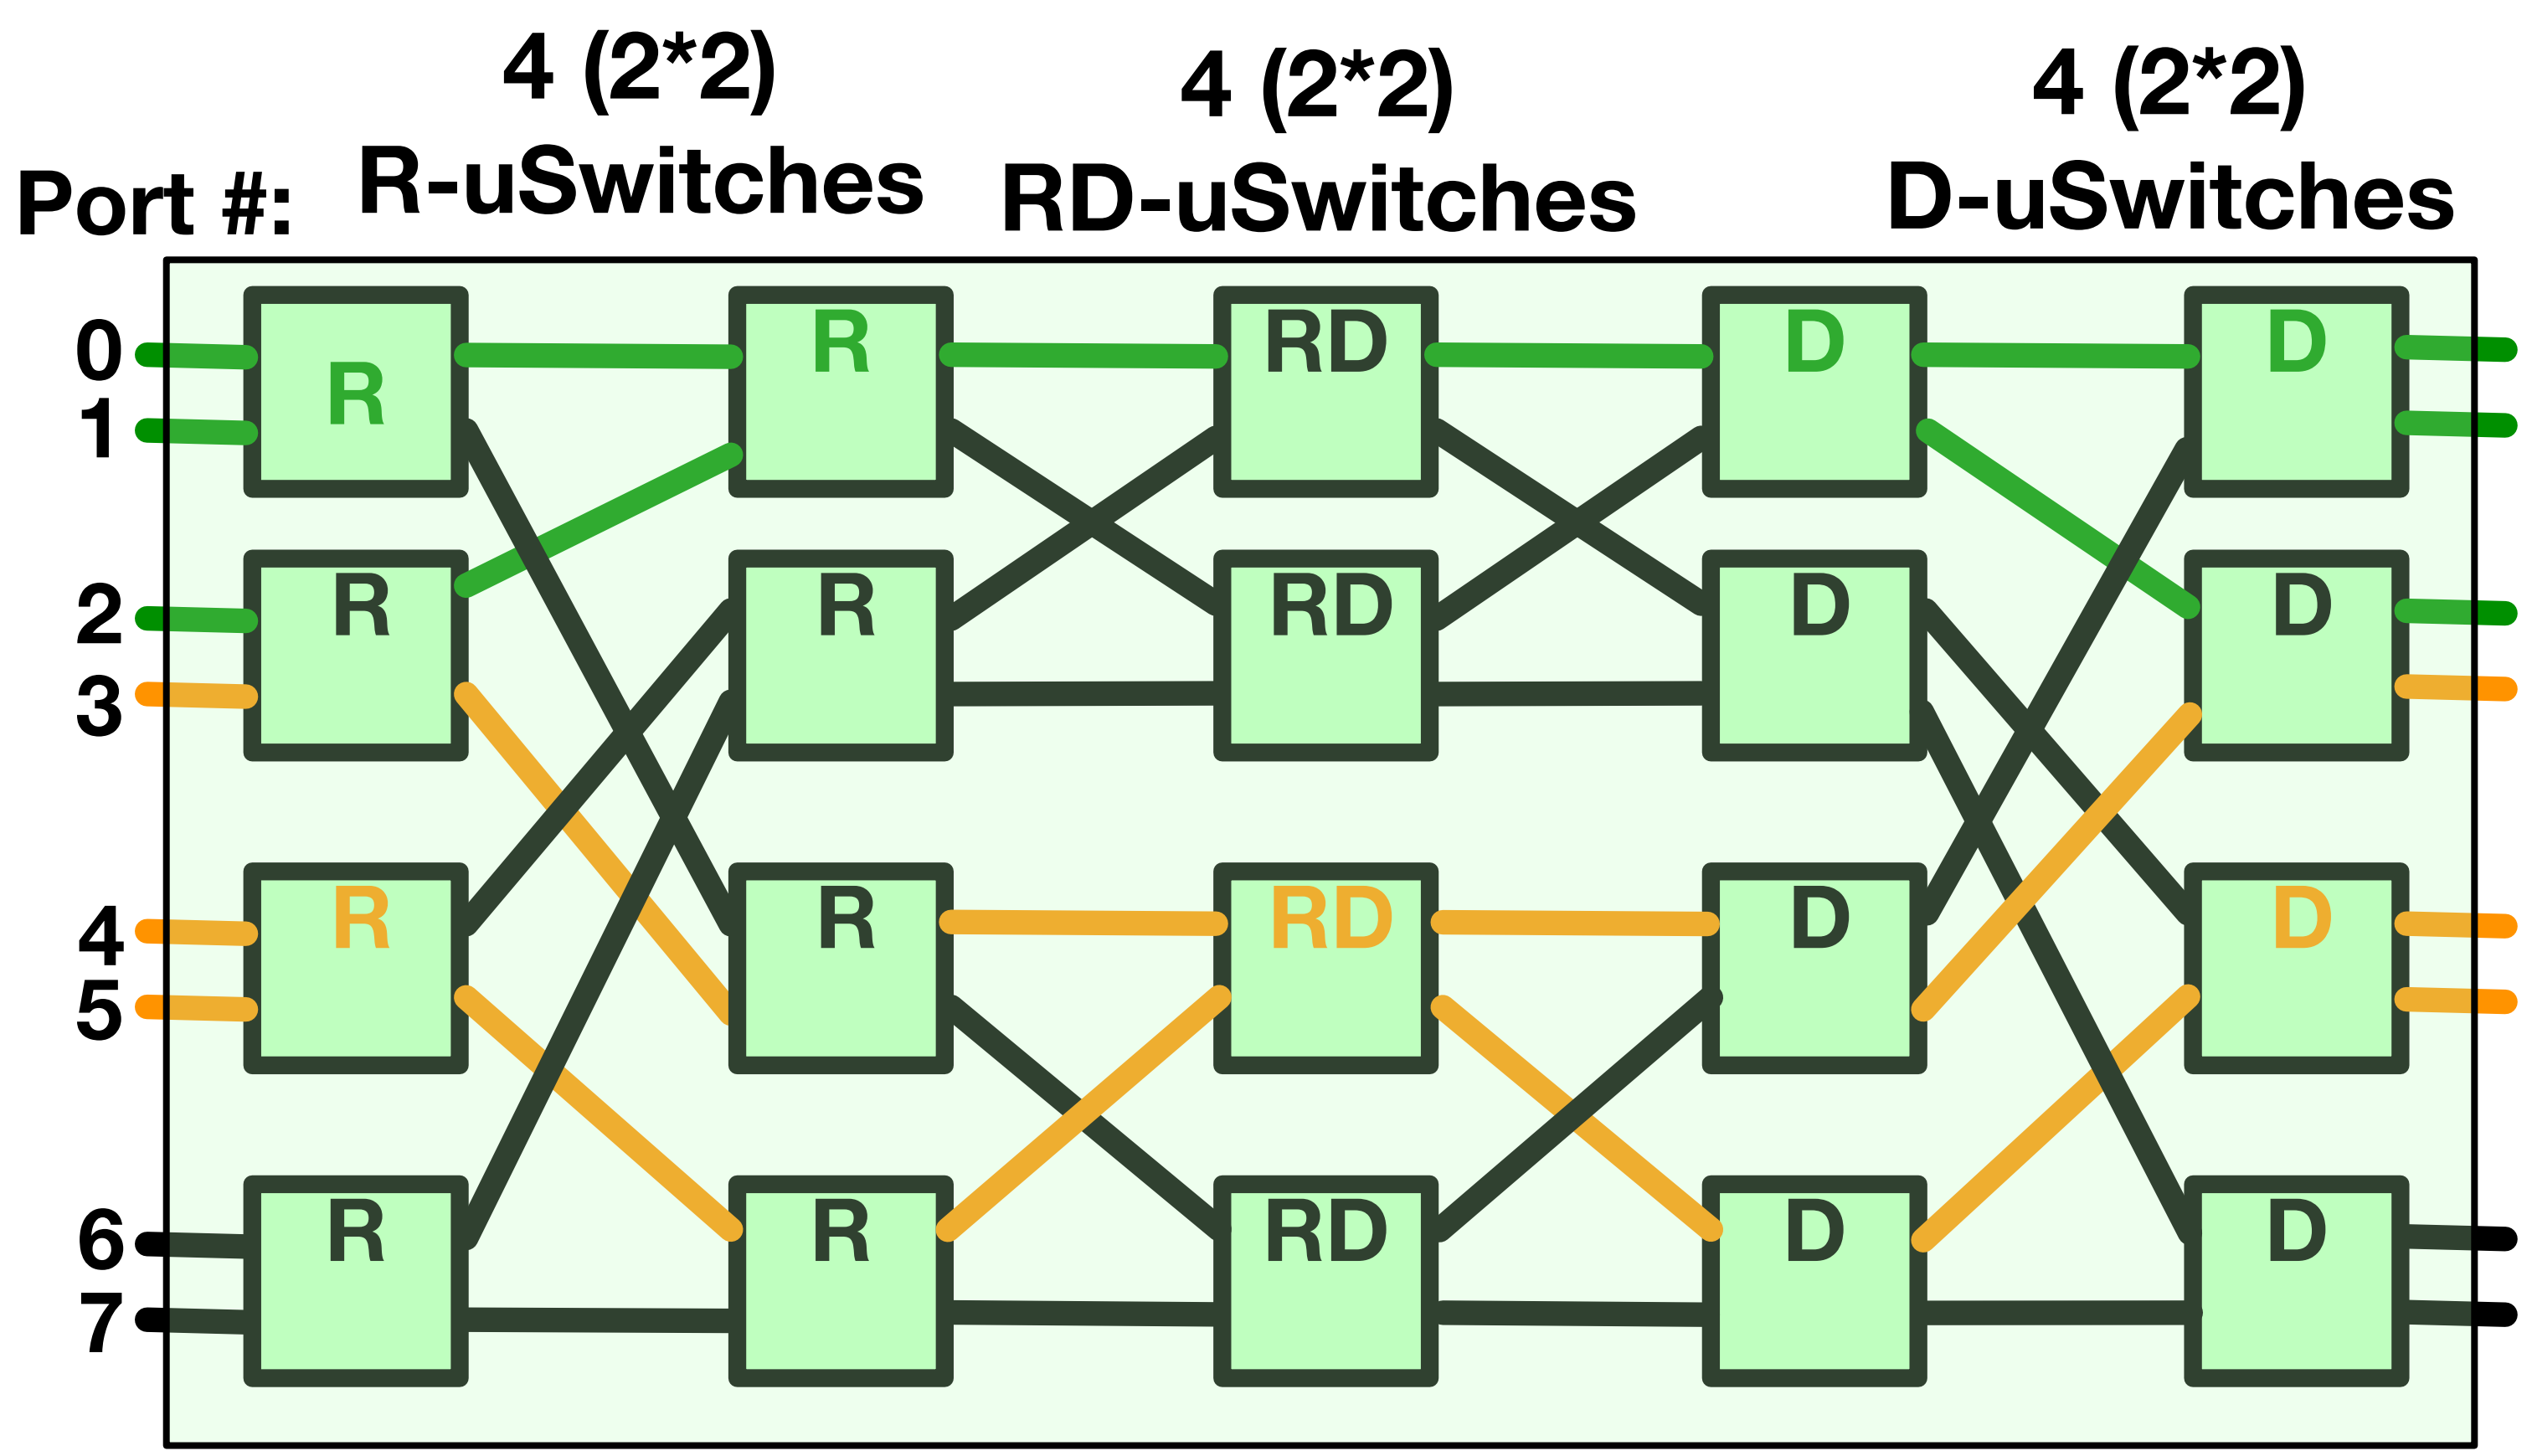 4 (2*2)
R-uSwitches
4 (2*2)
RD-uSwitches
4 (2*2)
D-uSwitches
Port #:
0
1
2
3
4
5
6
7
R
R
RD
D
D
R
R
RD
D
D
R
R
RD
D
D
R
R
RD
D
D